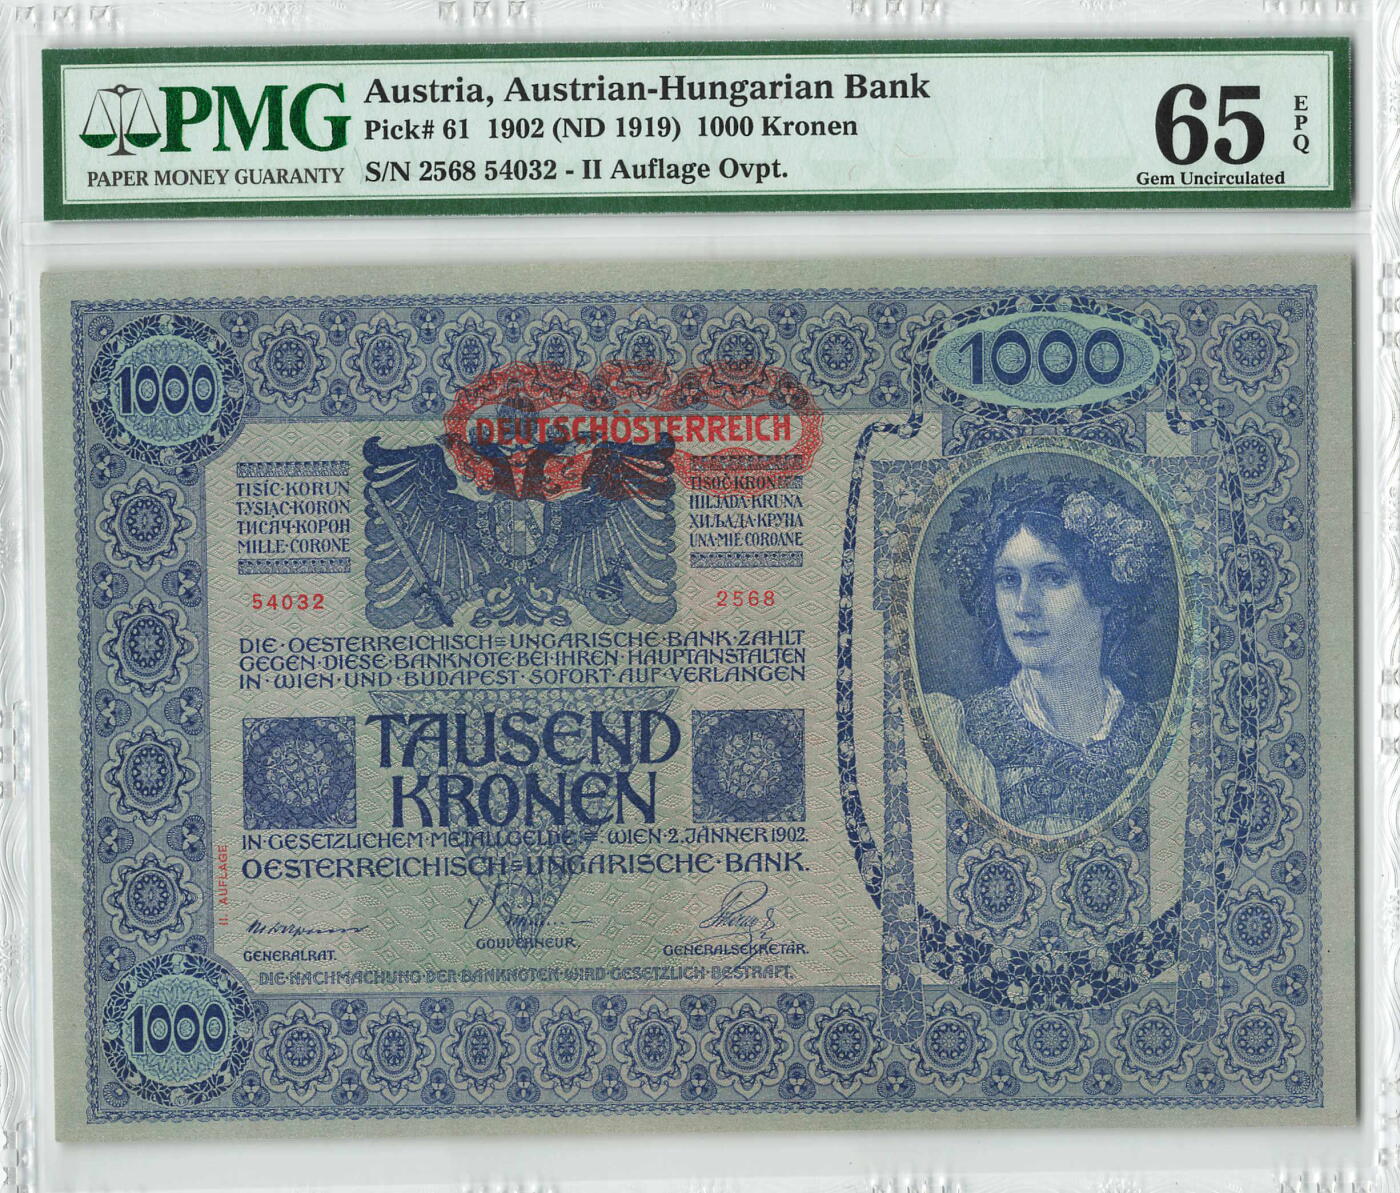 PMG
PAPER MONEY GUARANTY
Austria, Austrian-Hungarian Bank
Pick# 61 1902 (ND 1919) 1000 Kronen
S/N 2568 54032 - II Auflage Ovpt.
65
EPQ
Gem Uncirculated
1000
1000
DEUTSCHÖSTERREICH
TISÍC·KORUN
TYSIĄC·KORON
ТИСЯЧ·КОРОН
MILLE·CORONE
TISOČ·KRON
HILJADA·KRUNA
ХИЉАДА·КРУНА
UNA·MIE·COROANE
54032
2568
DIE·OESTERREICHISCH=UNGARISCHE·BANK·ZAHLT
GEGEN·DIESE·BANKNOTE·BEI·IHREN·HAUPTANSTALTEN
IN·WIEN·UND·BUDAPEST·SOFORT·AUF·VERLANGEN
TAUSEND
KRONEN
IN·GESETZLICHEM·METALLGELDE·=·WIEN·2.JÄNNER 1902.
OESTERREICHISCH=UNGARISCHE·BANK.
II. AUFLAGE
GENERALRAT.
GOUVERNEUR.
GENERALSEKRETÄR.
DIE·NACHMACHUNG·DER·BANKNOTEN·WIRD·GESETZLICH·BESTRAFT.
1000